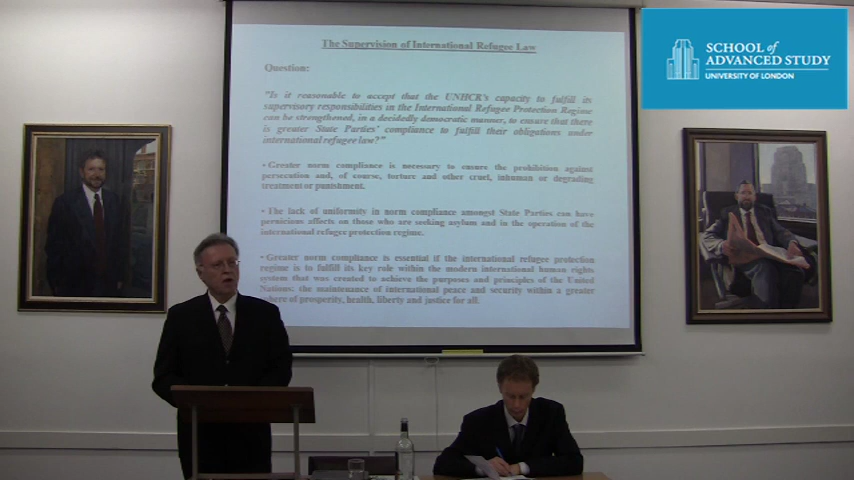 The Supervision of International Refugee Law
Question:
"Is it reasonable to accept that the UNHCR's capacity to fulfill its
supervisory responsibilities in the International Refugee Protection Regime
can be strengthened, in a decidedly democratic manner, to ensure that there
is greater State Parties' compliance to fulfill their obligations under
international refugee law?"
• Greater norm compliance is necessary to ensure the prohibition against
persecution and, of course, torture and other cruel, inhuman or degrading
treatment or punishment.
• The lack of uniformity in norm compliance amongst State Parties can have
pernicious affects on those who are seeking asylum and in the operation of the
international refugee protection regime.
• Greater norm compliance is essential if the international refugee protection
regime is to fulfill its key role within the modern international human rights
system that was created to achieve the purposes and principles of the United
Nations: the maintenance of international peace and security within a greater
sphere of prosperity, health, liberty and justice for all.
SCHOOL of
ADVANCED STUDY
UNIVERSITY OF LONDON